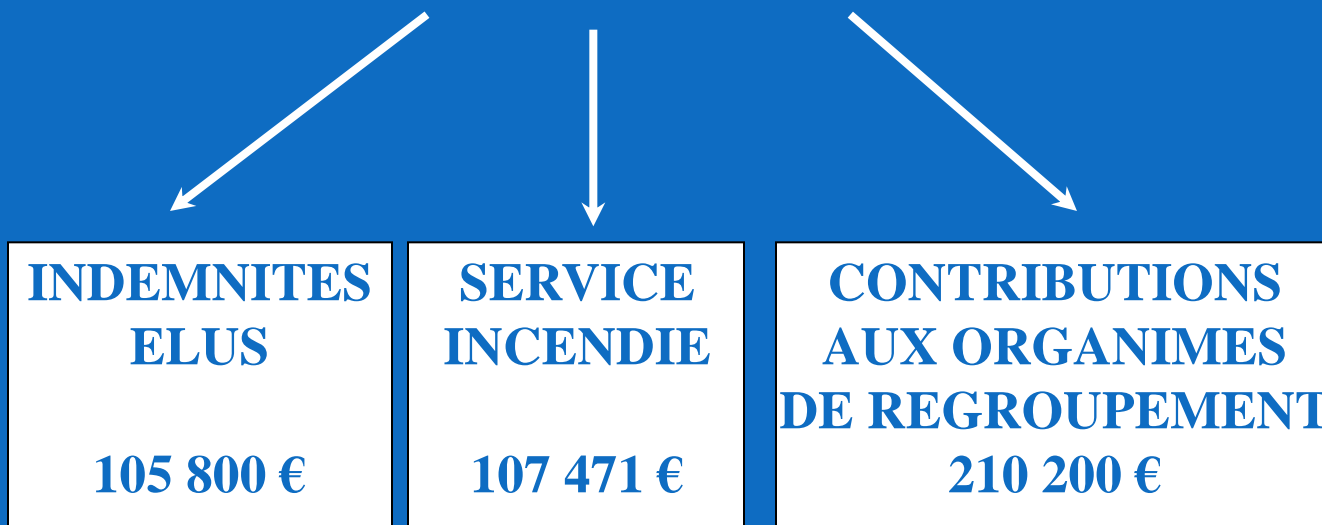 INDEMNITES
ELUS
105 800 €
SERVICE
INCENDIE
107 471 €
CONTRIBUTIONS
AUX ORGANIMES
DE REGROUPEMENT
210 200 €